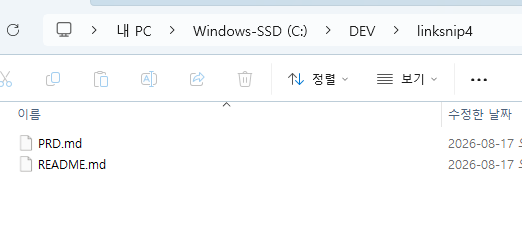 내 PC > Windows-SSD (C:) > DEV > linksnip4
정렬 보기 ...
이름 수정한 날짜
PRD.md 2026-08-17
README.md 2026-08-17